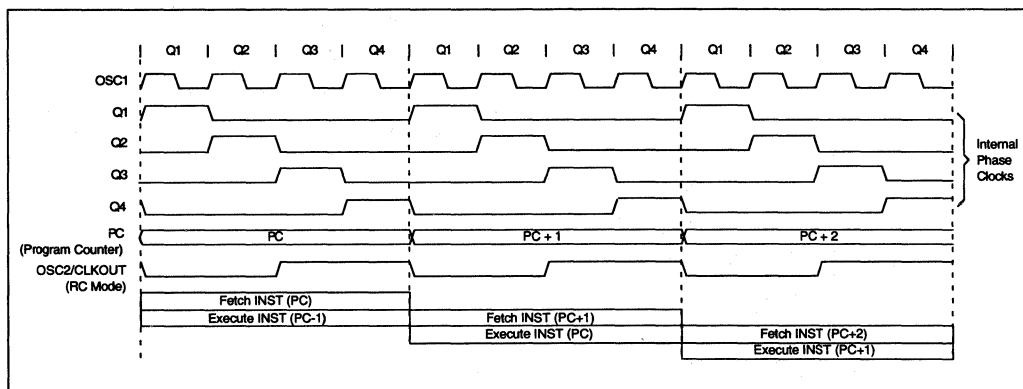 Q1 | Q2 | Q3 | Q4 | Q1 | Q2 | Q3 | Q4 | Q1 | Q2 | Q3 | Q4
OSC1
Q1
Q2
Q3
Q4
Internal
Phase
Clocks
PC
(Program Counter)
PC
PC + 1
PC + 2
OSC2/CLKOUT
(RC Mode)
Fetch INST (PC)
Execute INST (PC-1)
Fetch INST (PC+1)
Execute INST (PC)
Fetch INST (PC+2)
Execute INST (PC+1)